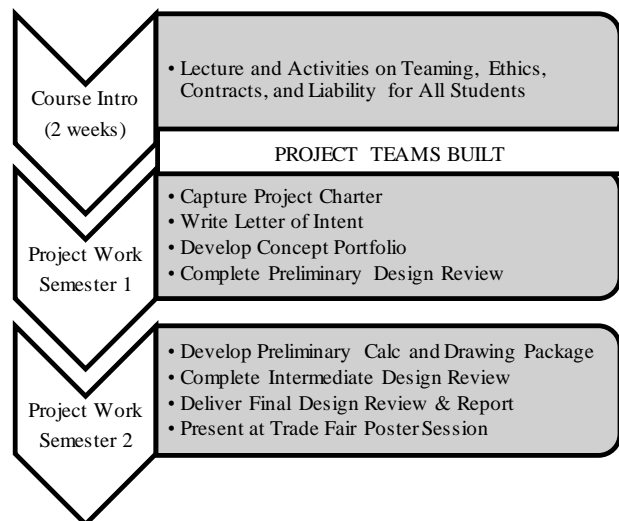 Course Intro
(2 weeks)
• Lecture and Activities on Teaming, Ethics,
Contracts, and Liability for All Students
PROJECT TEAMS BUILT
Project Work
Semester 1
• Capture Project Charter
• Write Letter of Intent
• Develop Concept Portfolio
• Complete Preliminary Design Review
Project Work
Semester 2
• Develop Preliminary Calc and Drawing Package
• Complete Intermediate Design Review
• Deliver Final Design Review & Report
• Present at Trade Fair Poster Session